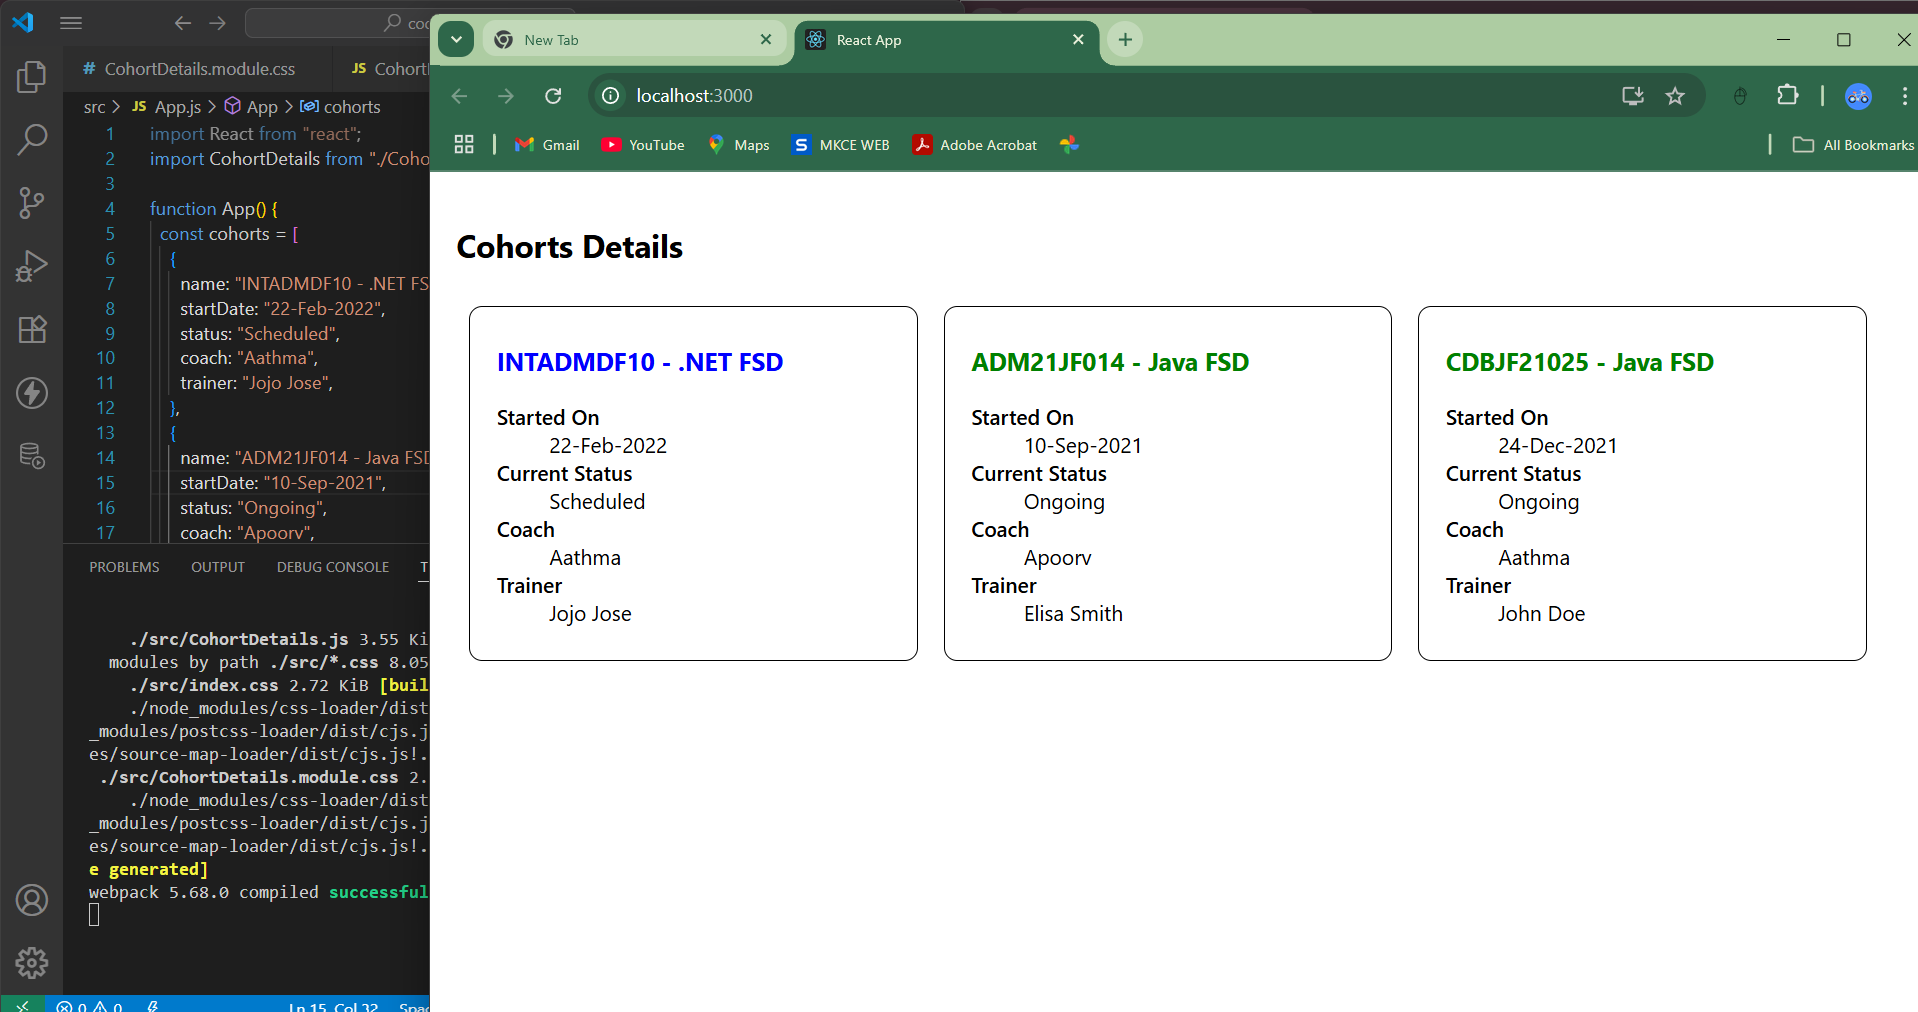 coc
# CohortDetails.module.css
JS Cohort
src > JS App.js > App > cohorts
1 import React from "react";
2 import CohortDetails from "./Coho
3
4 function App() {
5 const cohorts = [
6 {
7 name: "INTADMDF10 - .NET FS
8 startDate: "22-Feb-2022",
9 status: "Scheduled",
10 coach: "Aathma",
11 trainer: "Jojo Jose",
12 },
13 {
14 name: "ADM21JF014 - Java FSD
15 startDate: "10-Sep-2021",
16 status: "Ongoing",
17 coach: "Apoorv",
PROBLEMS OUTPUT DEBUG CONSOLE T
./src/CohortDetails.js 3.55 Ki
modules by path ./src/*.css 8.05
./src/index.css 2.72 KiB [buil
./node_modules/css-loader/dist
_modules/postcss-loader/dist/cjs.j
es/source-map-loader/dist/cjs.js!.
./src/CohortDetails.module.css 2.
./node_modules/css-loader/dist
_modules/postcss-loader/dist/cjs.j
es/source-map-loader/dist/cjs.js!.
e generated]
webpack 5.68.0 compiled successful
0 0 Ln 15, Col 32 Spac
New Tab
React App
localhost:3000
Gmail YouTube Maps S MKCE WEB Adobe Acrobat All Bookmarks
Cohorts Details
INTADMDF10 - .NET FSD
Started On
22-Feb-2022
Current Status
Scheduled
Coach
Aathma
Trainer
Jojo Jose
ADM21JF014 - Java FSD
Started On
10-Sep-2021
Current Status
Ongoing
Coach
Apoorv
Trainer
Elisa Smith
CDBJF21025 - Java FSD
Started On
24-Dec-2021
Current Status
Ongoing
Coach
Aathma
Trainer
John Doe